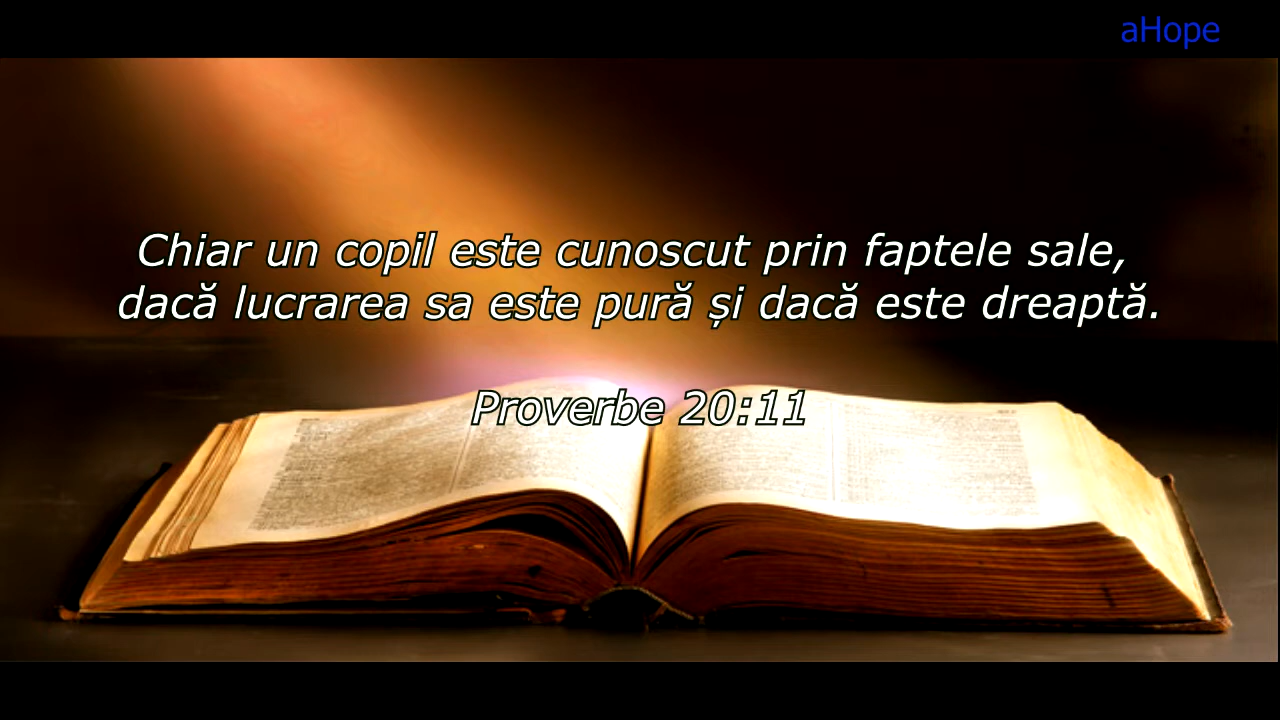 aHope
Chiar un copil este cunoscut prin faptele sale,
dacă lucrarea sa este pură și dacă este dreaptă.
Proverbe 20:11